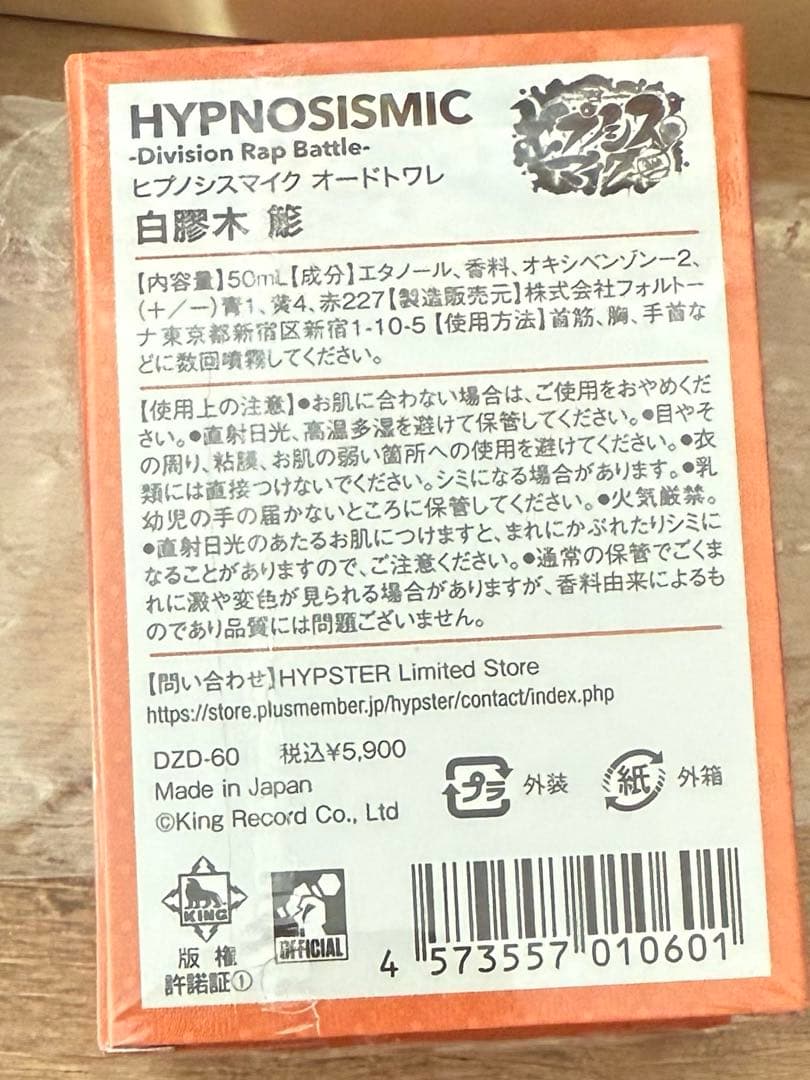 HYPNOSISMIC
-Division Rap Battle-
ヒプノシスマイク オードトワレ
白膠木 簓
ヒプノシスマイク
【内容量】50mL【成分】エタノール、香料、オキシベンゾン-2、
(+/-)青1、黄4、赤227【製造販売元】株式会社フォルトー
ナ東京都新宿区新宿1-10-5【使用方法】首筋、胸、手首な
どに数回噴霧してください。
【使用上の注意】●お肌に合わない場合は、ご使用をおやめくだ
さい。●直射日光、高温多湿を避けて保管してください。●目やそ
の周り、粘膜、お肌の弱い箇所への使用を避けてください。●衣
類には直接つけないでください。シミになる場合があります。●乳
幼児の手の届かないところに保管してください。●火気厳禁。
●直射日光のあたるお肌につけますと、まれにかぶれたりシミに
なることがありますので、ご注意ください。●通常の保管でごくま
れに澱や変色が見られる場合がありますが、香料由来によるも
のであり品質には問題ございません。
【問い合わせ】HYPSTER Limited Store
https://store.plusmember.jp/hypster/contact/index.php
DZD-60 税込¥5,900
Made in Japan
©King Record Co., Ltd
プラ 外装
紙 外箱
KING
版権
許諾証①
OFFICIAL
4 573557 010601